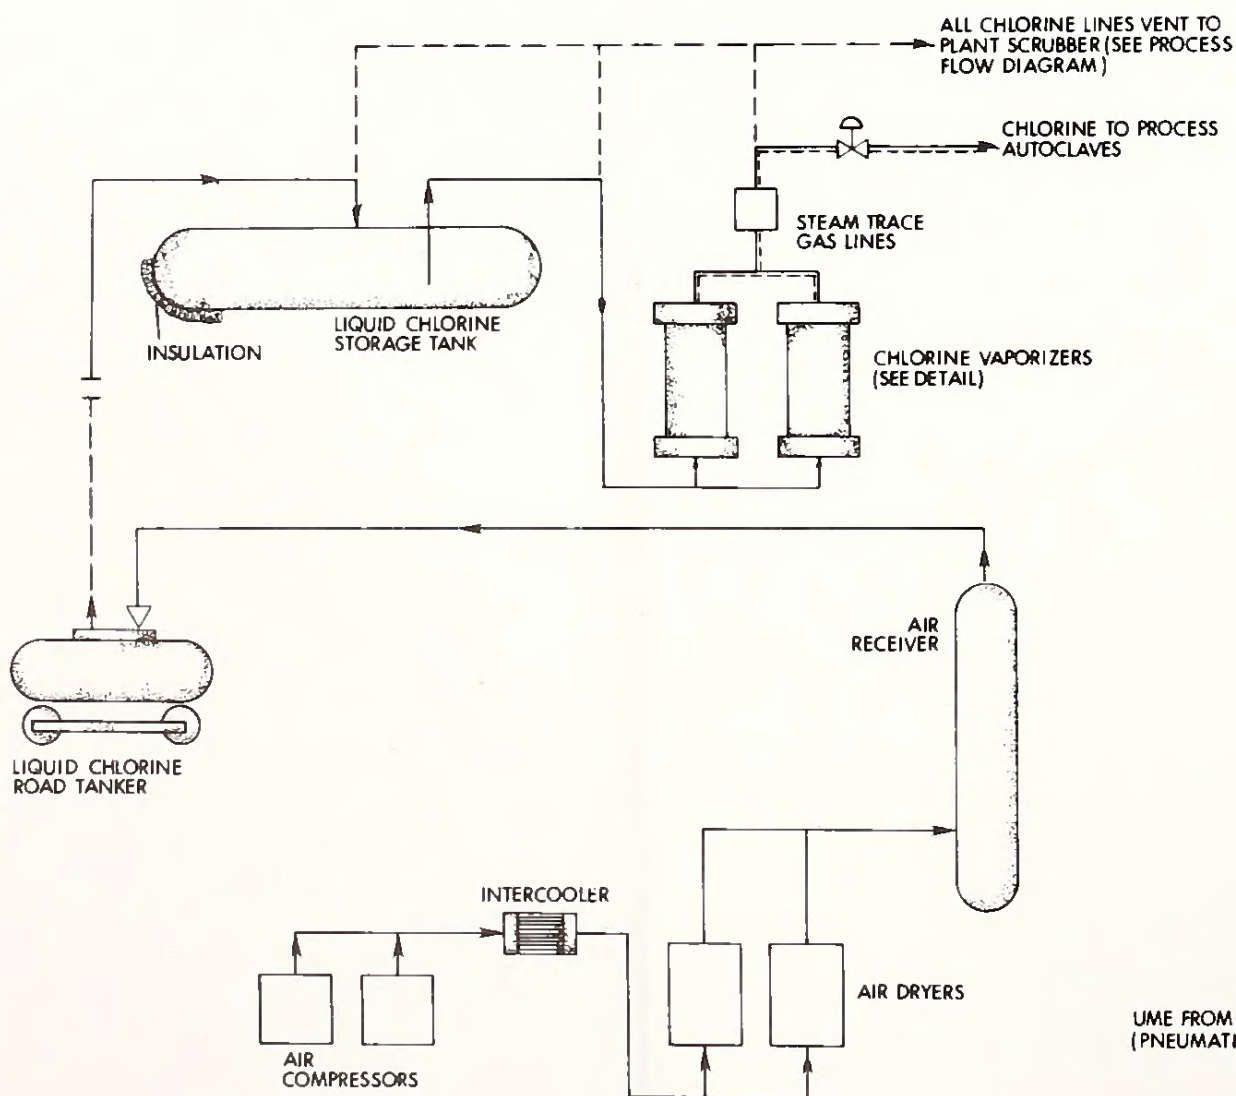 ALL CHLORINE LINES VENT TO
PLANT SCRUBBER (SEE PROCESS
FLOW DIAGRAM)
CHLORINE TO PROCESS
AUTOCLAVES
STEAM TRACE
GAS LINES
LIQUID CHLORINE
STORAGE TANK
INSULATION
CHLORINE VAPORIZERS
(SEE DETAIL)
AIR
RECEIVER
LIQUID CHLORINE
ROAD TANKER
INTERCOOLER
AIR DRYERS
AIR
COMPRESSORS
UME FROM
(PNEUMATI